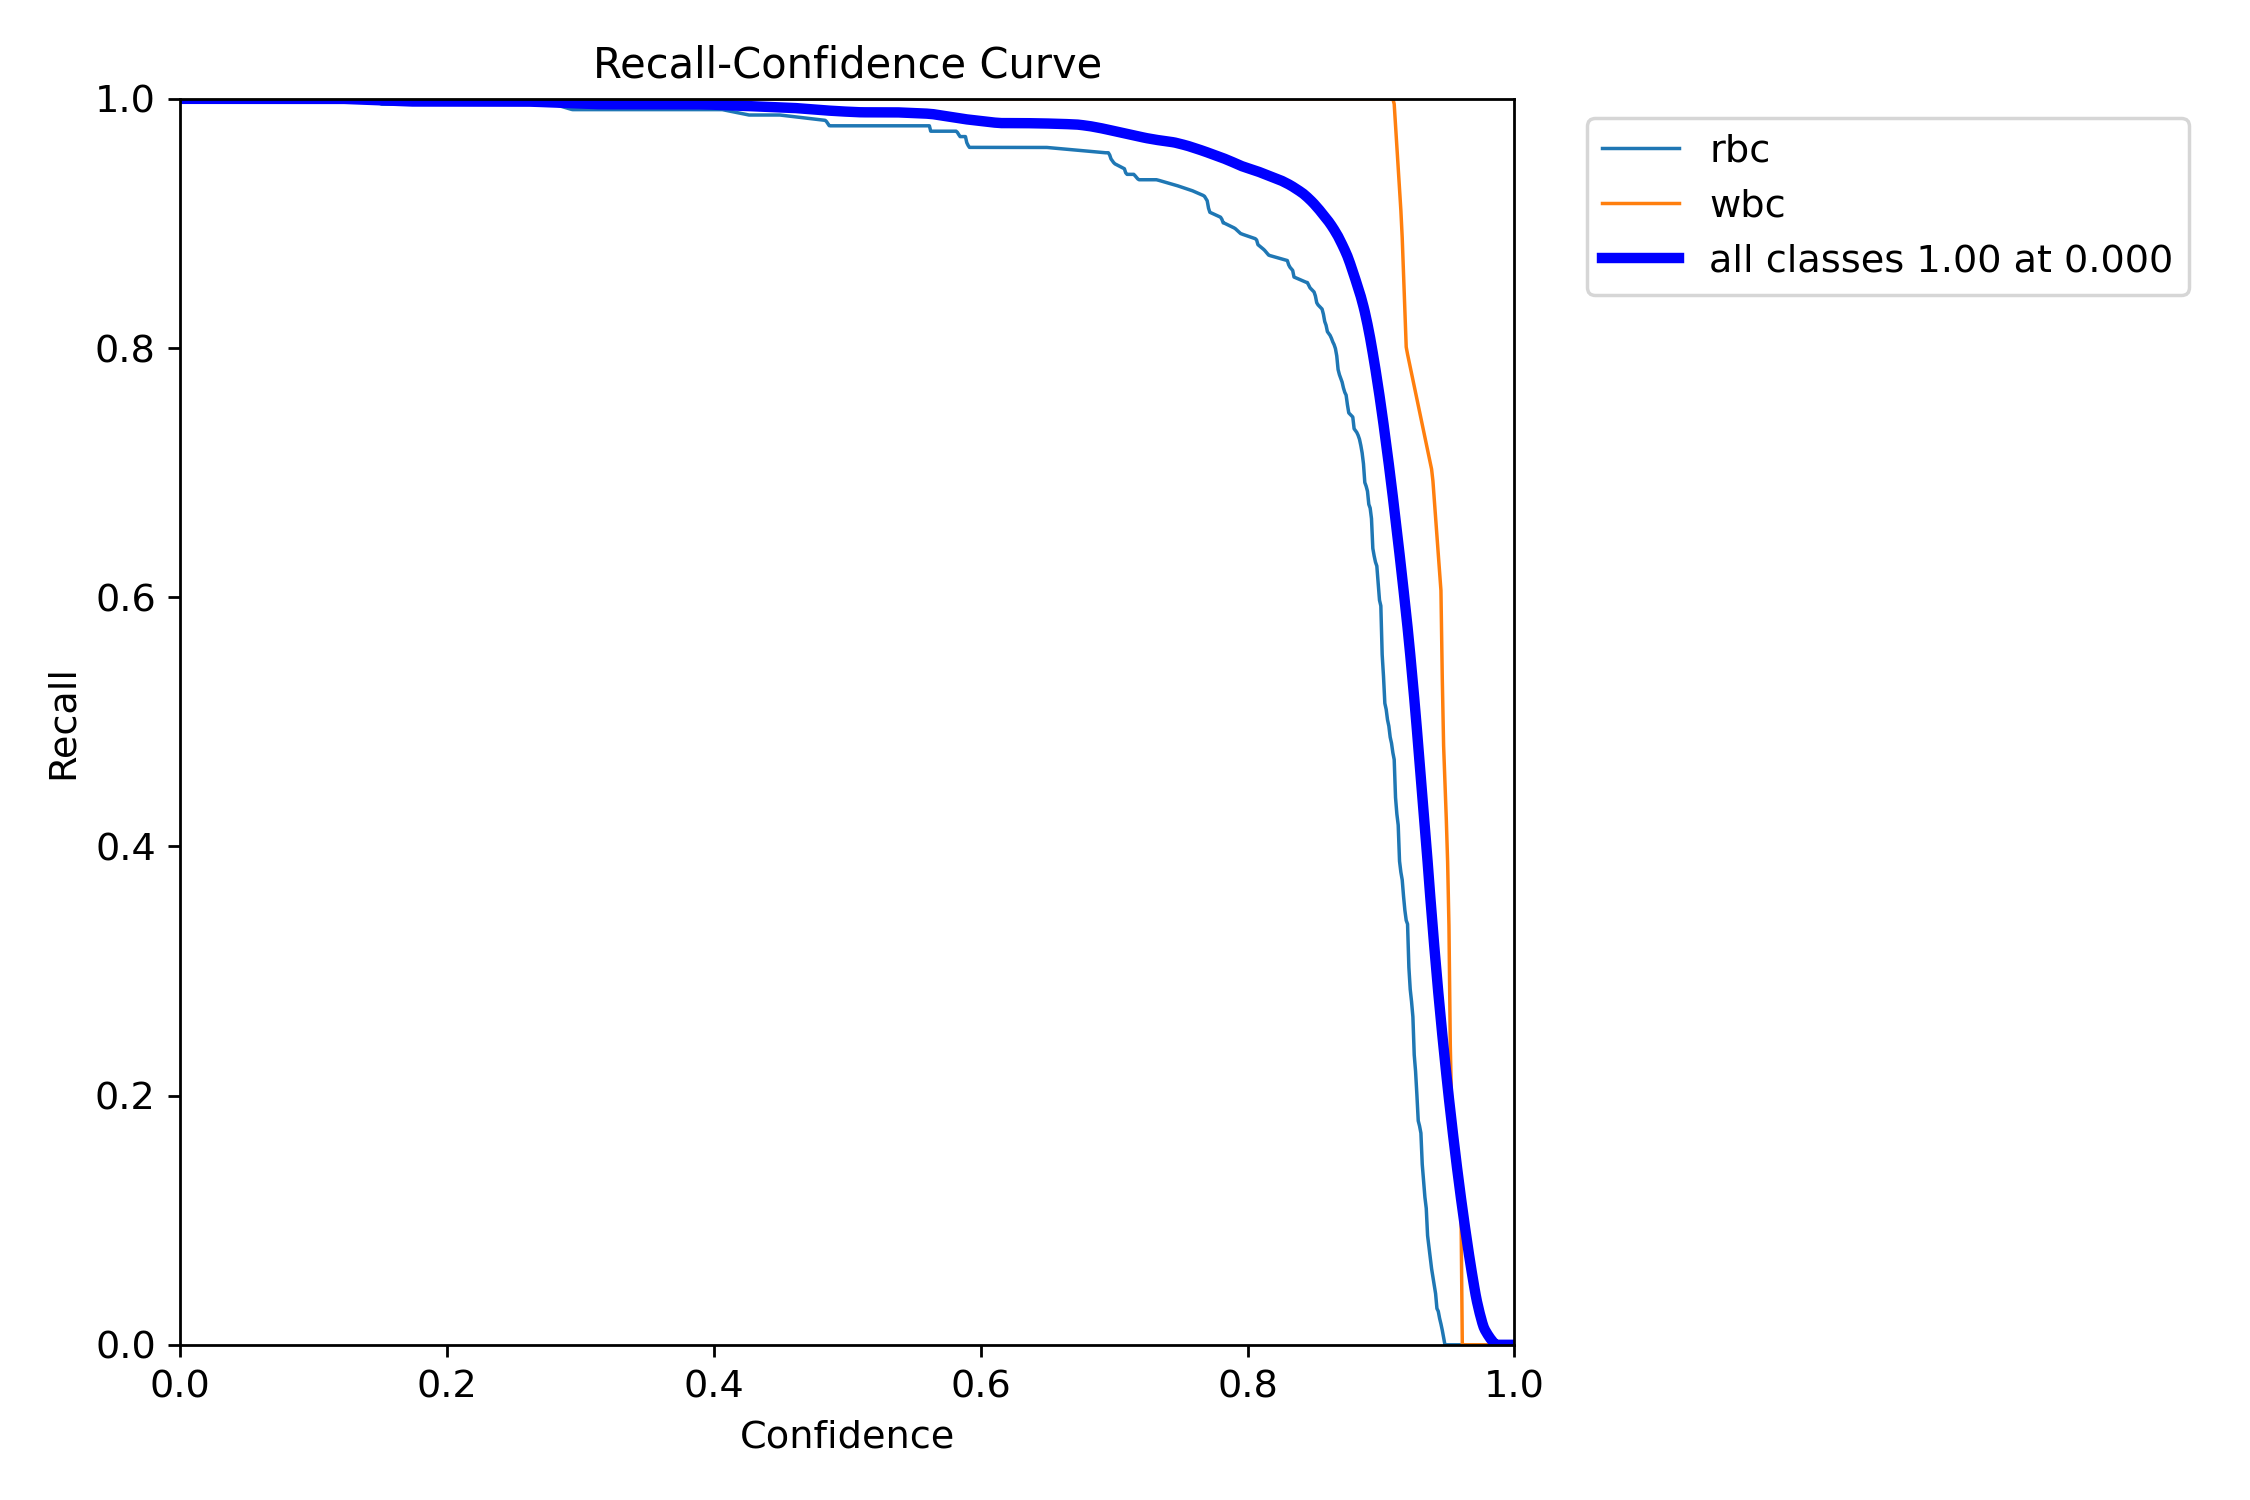 Recall-Confidence Curve
1.0
0.8
0.6
0.4
0.2
0.0
Recall
0.0 0.2 0.4 0.6 0.8 1.0
Confidence
rbc
wbc
all classes 1.00 at 0.000